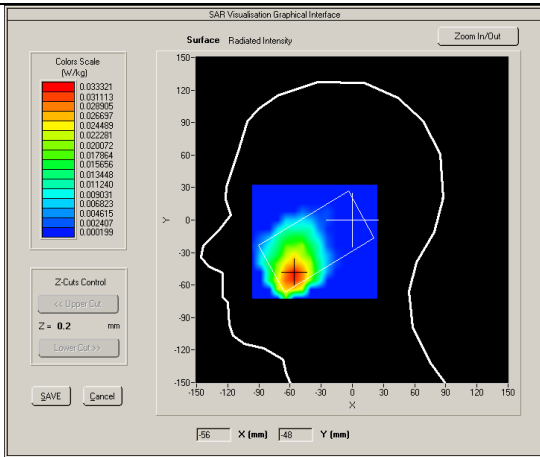 SAR Visualisation Graphical Interface
Surface Radiated Intensity
Zoom In/Out
Colors Scale
(W/kg)
0.033321
0.031113
0.028905
0.026697
0.024489
0.022281
0.020072
0.017864
0.015656
0.013448
0.011240
0.009031
0.006823
0.004615
0.002407
0.000199
Z-Cuts Control
<< Upper Cut
Z = 0.2 mm
Lower Cut >>
SAVE
Cancel
150
120
90
60
30
0
-30
-60
-90
-120
-150
Y
-150 -120 -90 -60 -30 0 30 60 90 120 150
X
-56 X (mm) -48 Y (mm)